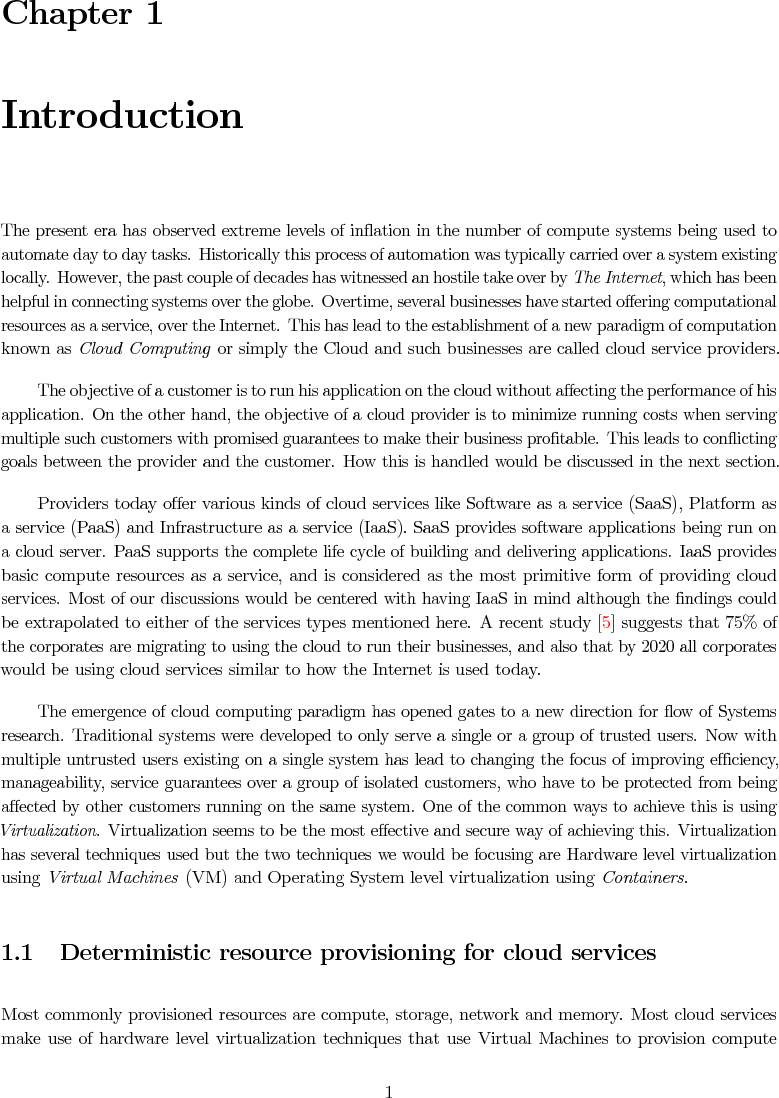 Chapter 1
Introduction
The present era has observed extreme levels of inflation in the number of compute systems being used to
automate day to day tasks. Historically this process of automation was typically carried over a system existing
locally. However, the past couple of decades has witnessed an hostile take over by The Internet, which has been
helpful in connecting systems over the globe. Overtime, several businesses have started offering computational
resources as a service, over the Internet. This has lead to the establishment of a new paradigm of computation
known as Cloud Computing or simply the Cloud and such businesses are called cloud service providers.
The objective of a customer is to run his application on the cloud without affecting the performance of his
application. On the other hand, the objective of a cloud provider is to minimize running costs when serving
multiple such customers with promised guarantees to make their business profitable. This leads to conflicting
goals between the provider and the customer. How this is handled would be discussed in the next section.
Providers today offer various kinds of cloud services like Software as a service (SaaS), Platform as
a service (PaaS) and Infrastructure as a service (IaaS). SaaS provides software applications being run on
a cloud server. PaaS supports the complete life cycle of building and delivering applications. IaaS provides
basic compute resources as a service, and is considered as the most primitive form of providing cloud
services. Most of our discussions would be centered with having IaaS in mind although the findings could
be extrapolated to either of the services types mentioned here. A recent study [5] suggests that 75% of
the corporates are migrating to using the cloud to run their businesses, and also that by 2020 all corporates
would be using cloud services similar to how the Internet is used today.
The emergence of cloud computing paradigm has opened gates to a new direction for flow of Systems
research. Traditional systems were developed to only serve a single or a group of trusted users. Now with
multiple untrusted users existing on a single system has lead to changing the focus of improving efficiency,
manageability, service guarantees over a group of isolated customers, who have to be protected from being
affected by other customers running on the same system. One of the common ways to achieve this is using
Virtualization. Virtualization seems to be the most effective and secure way of achieving this. Virtualization
has several techniques used but the two techniques we would be focusing are Hardware level virtualization
using Virtual Machines (VM) and Operating System level virtualization using Containers.
1.1 Deterministic resource provisioning for cloud services
Most commonly provisioned resources are compute, storage, network and memory. Most cloud services
make use of hardware level virtualization techniques that use Virtual Machines to provision compute
1